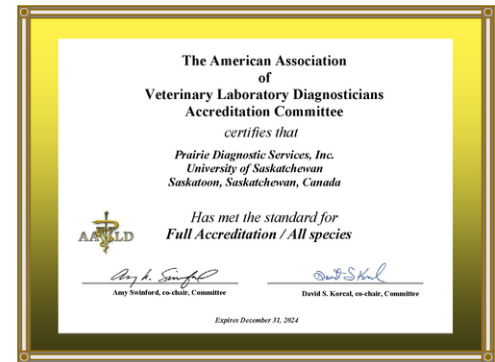 The American Association
of
Veterinary Laboratory Diagnosticians
Accreditation Committee
certifies that
Prairie Diagnostic Services, Inc.
University of Saskatchewan
Saskatoon, Saskatchewan, Canada
AAVLD
Has met the standard for
Full Accreditation / All species
Amy Swinford, co-chair, Committee
David S. Korcal, co-chair, Committee
Expires December 31, 2024